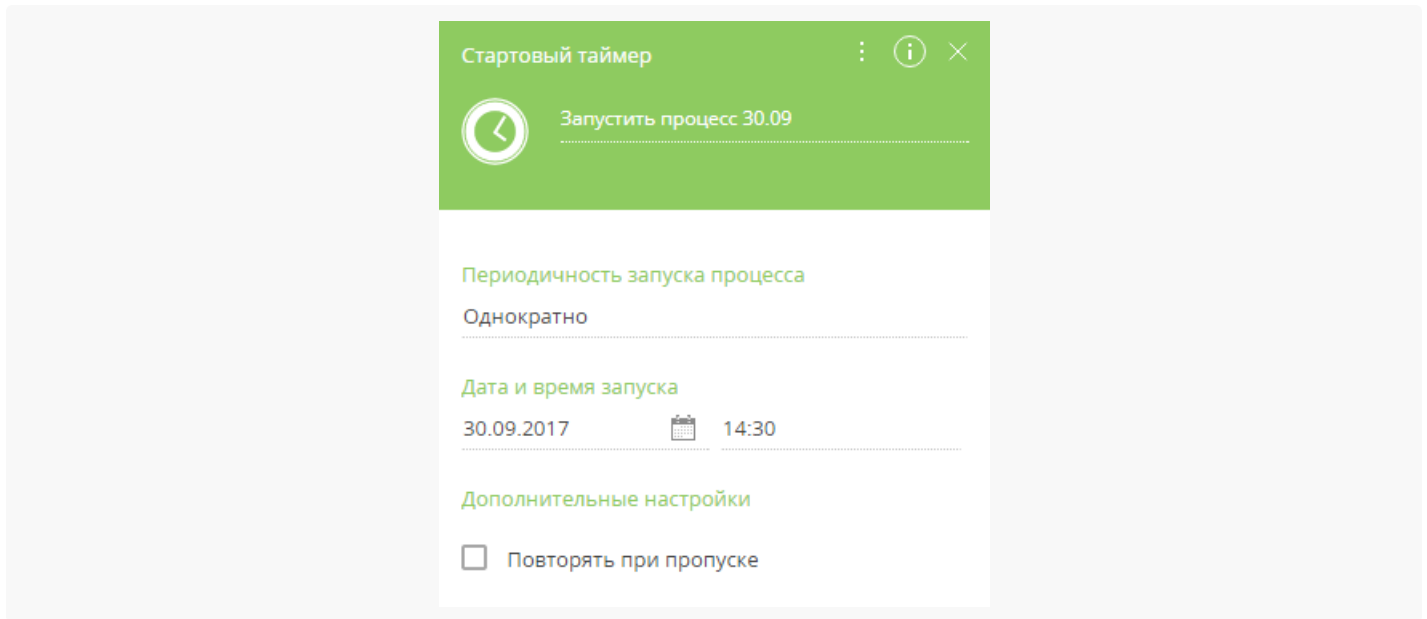 Стартовый таймер
Запустить процесс 30.09
Периодичность запуска процесса
Однократно
Дата и время запуска
30.09.2017 14:30
Дополнительные настройки
Повторять при пропуске